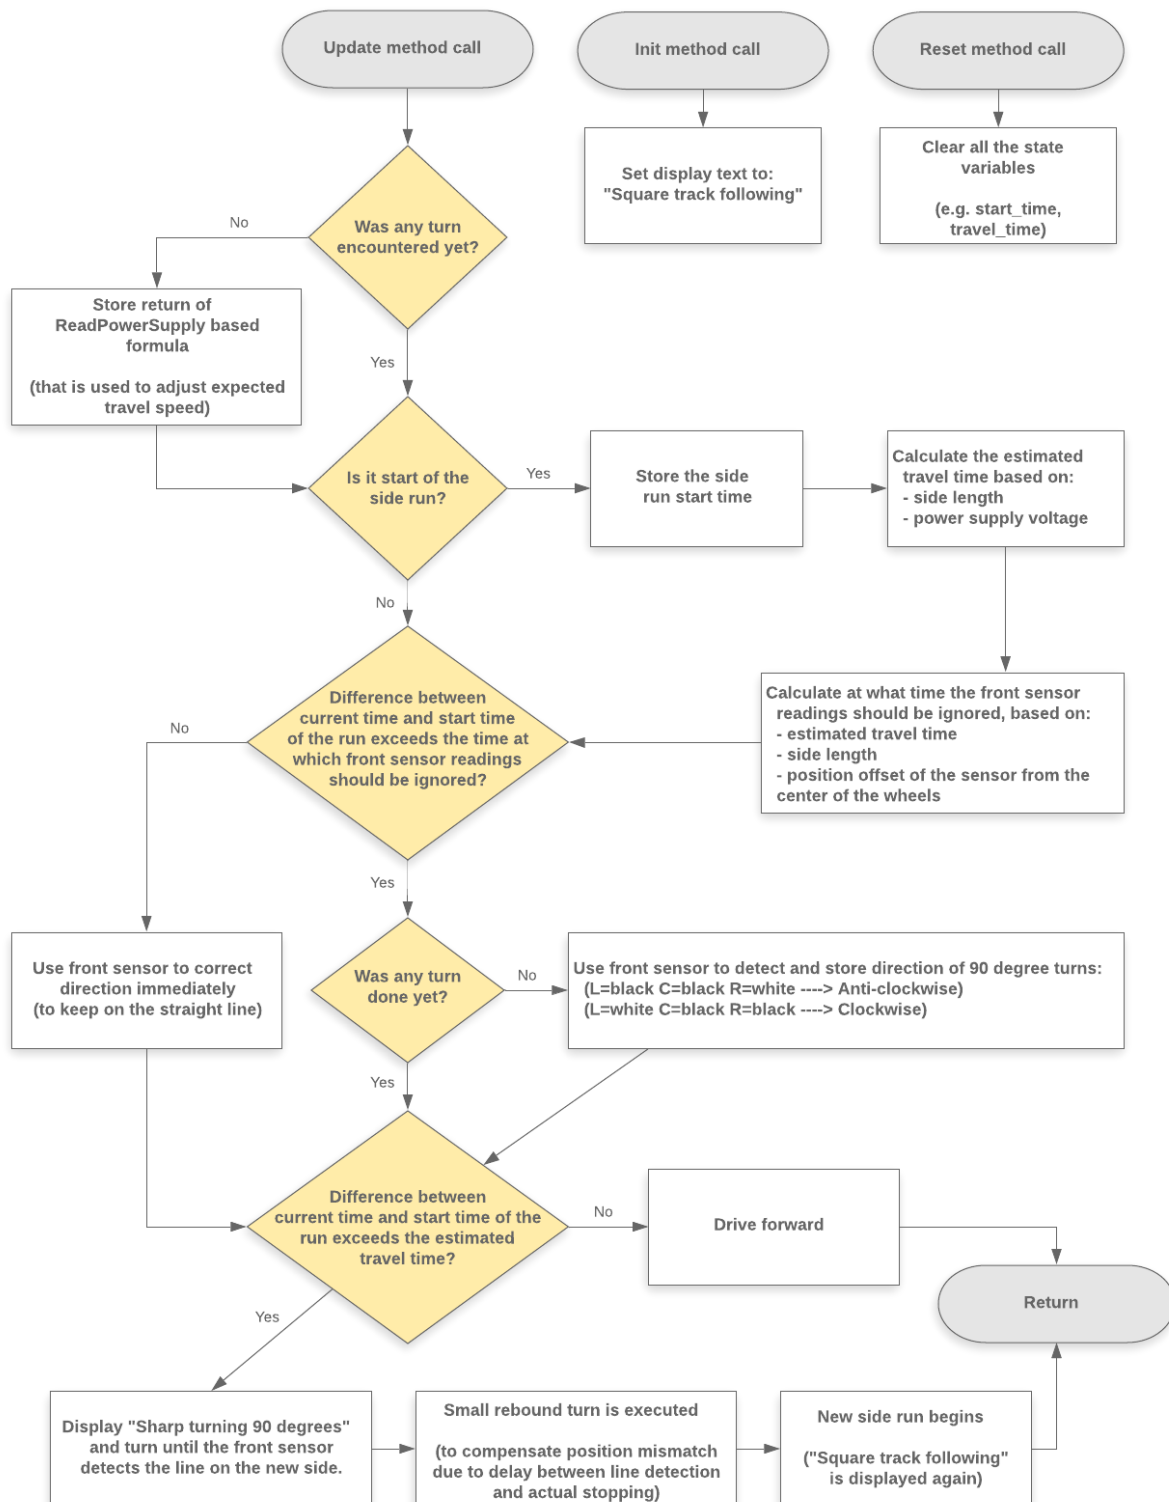 Update method call
Init method call
Reset method call
Set display text to:
"Square track following"
Clear all the state
variables
(e.g. start_time,
travel_time)
Was any turn
encountered yet?
No
Yes
Store return of
ReadPowerSupply based
formula
(that is used to adjust expected
travel speed)
Is it start of the
side run?
Yes
No
Store the side
run start time
Calculate the estimated
travel time based on:
- side length
- power supply voltage
Calculate at what time the front sensor
readings should be ignored, based on:
- estimated travel time
- side length
- position offset of the sensor from the
center of the wheels
Difference between
current time and start time
of the run exceeds the time at
which front sensor readings
should be ignored?
No
Yes
Use front sensor to correct
direction immediately
(to keep on the straight line)
Was any turn
done yet?
No
Yes
Use front sensor to detect and store direction of 90 degree turns:
(L=black C=black R=white ----> Anti-clockwise)
(L=white C=black R=black ----> Clockwise)
Difference between
current time and start time of the
run exceeds the estimated
travel time?
No
Yes
Drive forward
Return
Display "Sharp turning 90 degrees"
and turn until the front sensor
detects the line on the new side.
Small rebound turn is executed
(to compensate position mismatch
due to delay between line detection
and actual stopping)
New side run begins
("Square track following"
is displayed again)